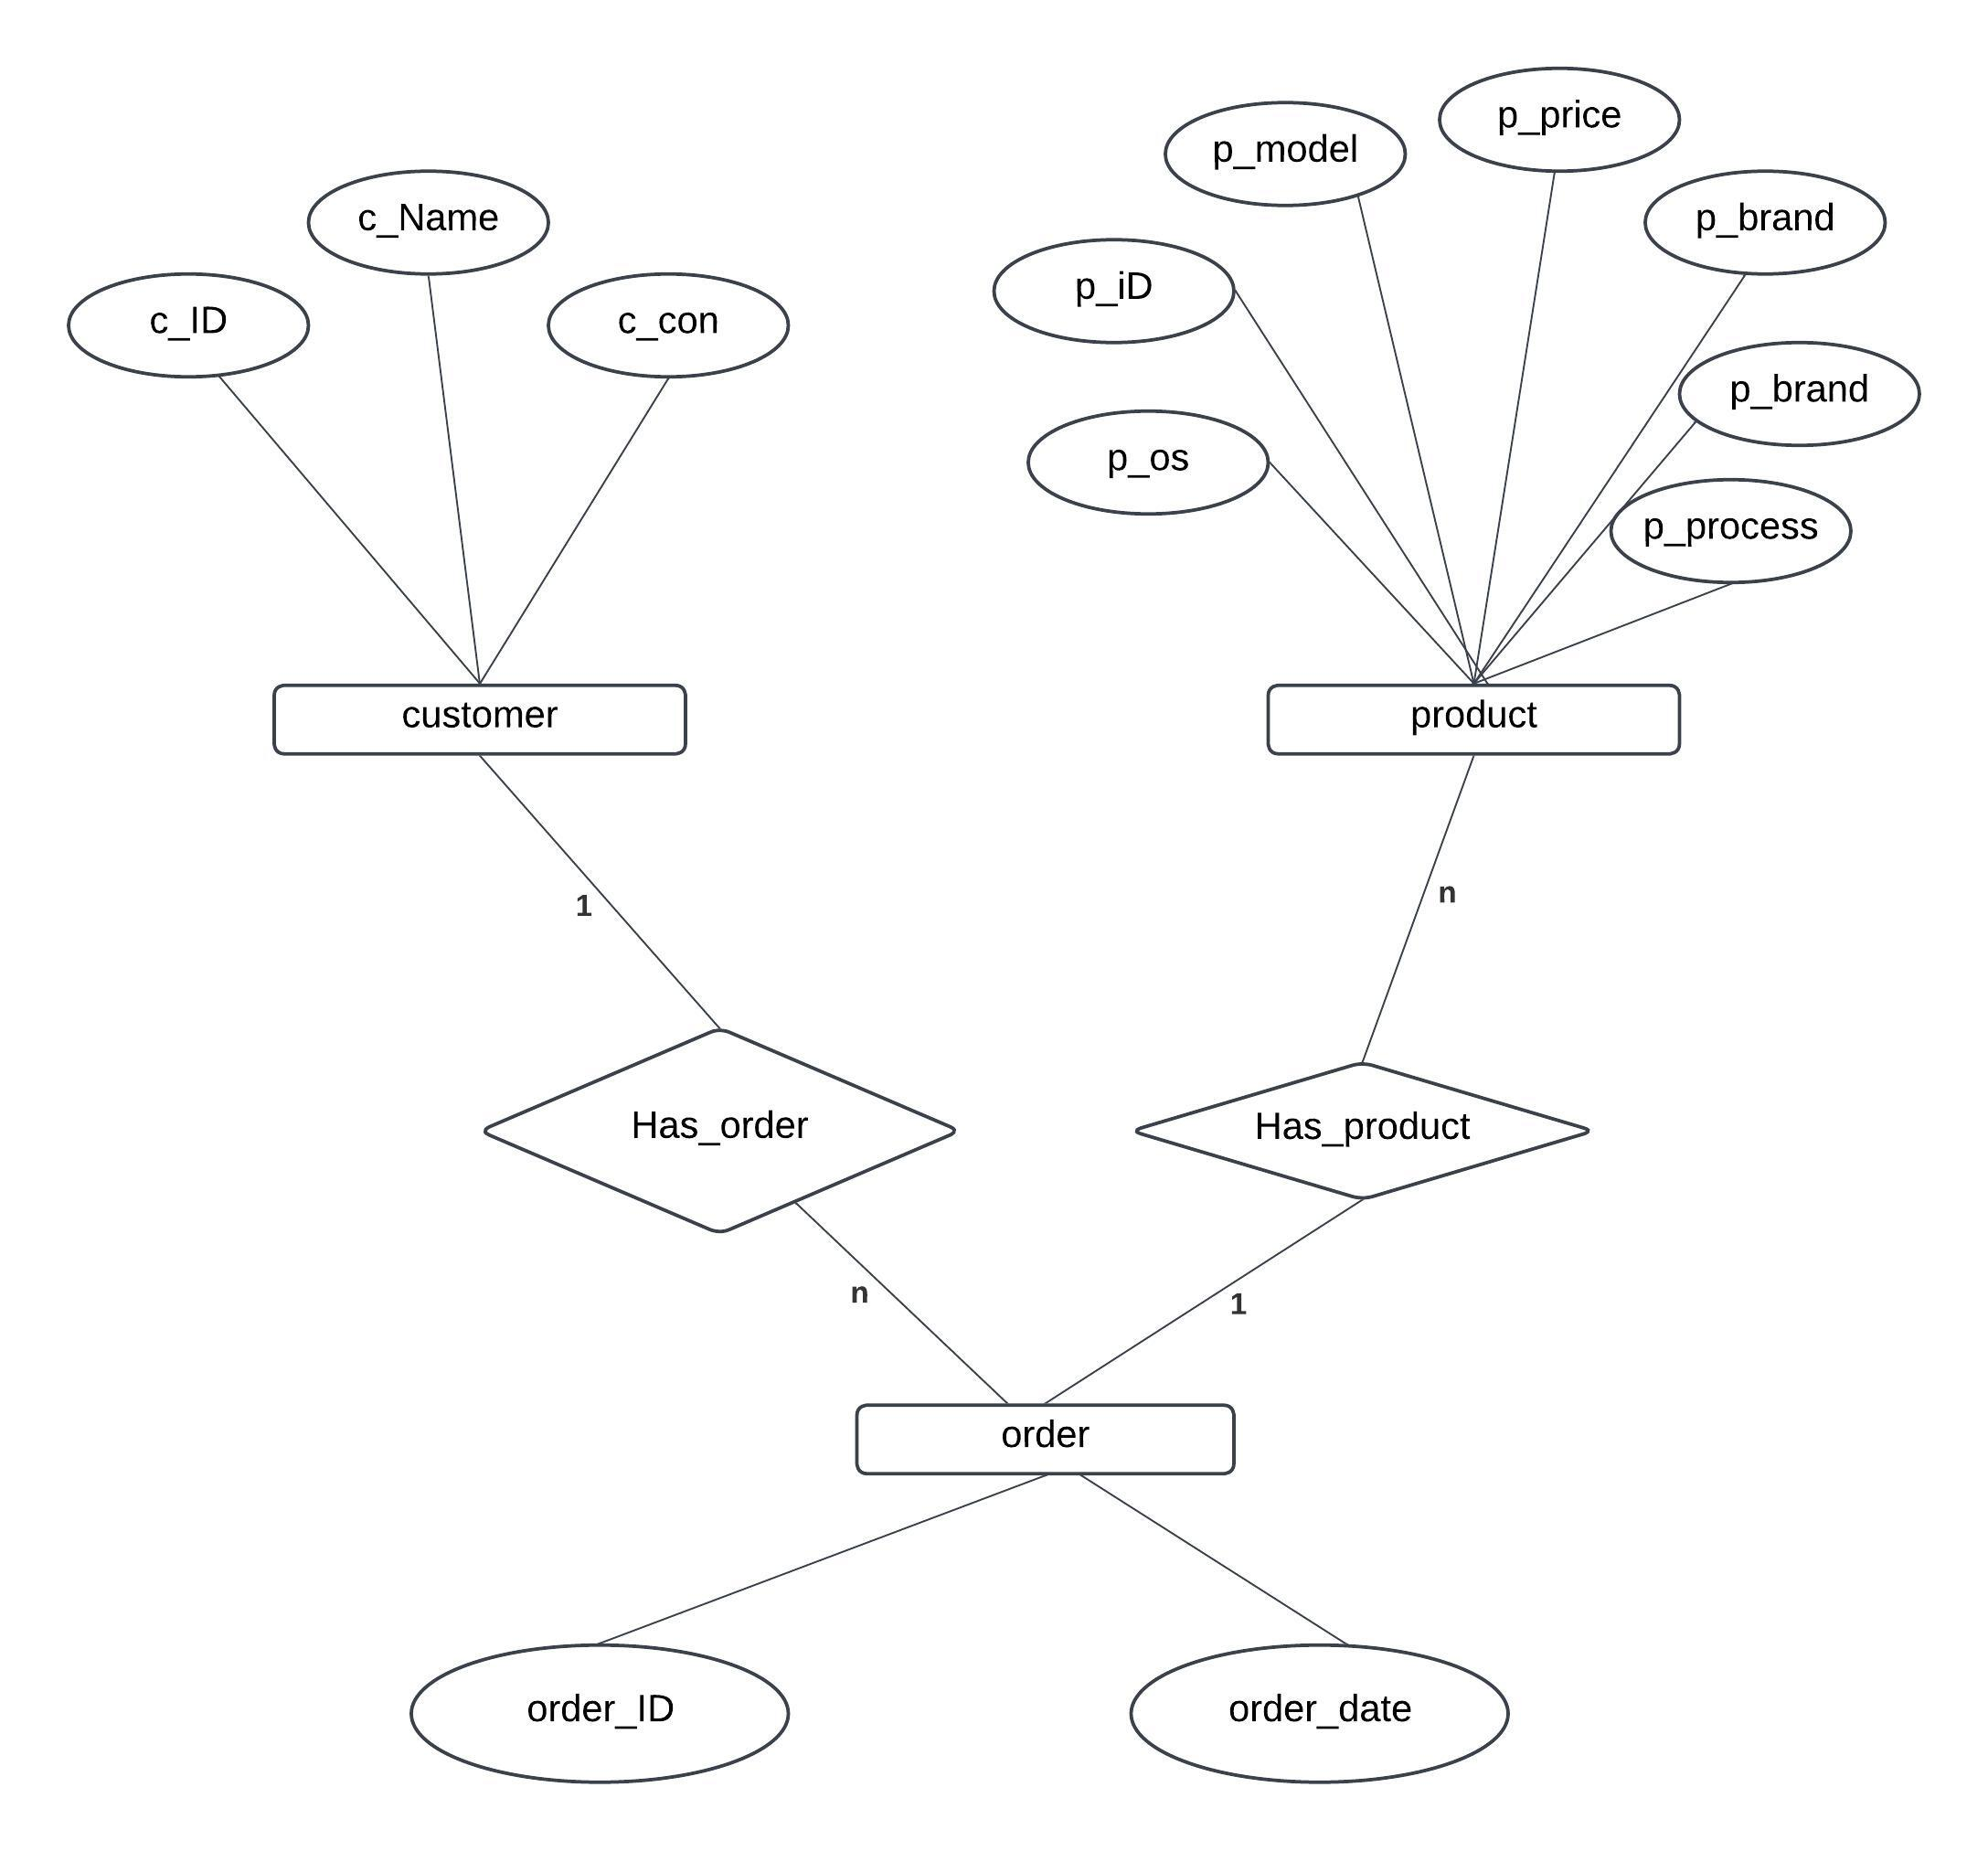 p_price
p_model
c_Name
p_brand
p_iD
c_ID
c_con
p_brand
p_os
p_process
customer
product
1
n
Has_order
Has_product
n
1
order
order_ID
order_date